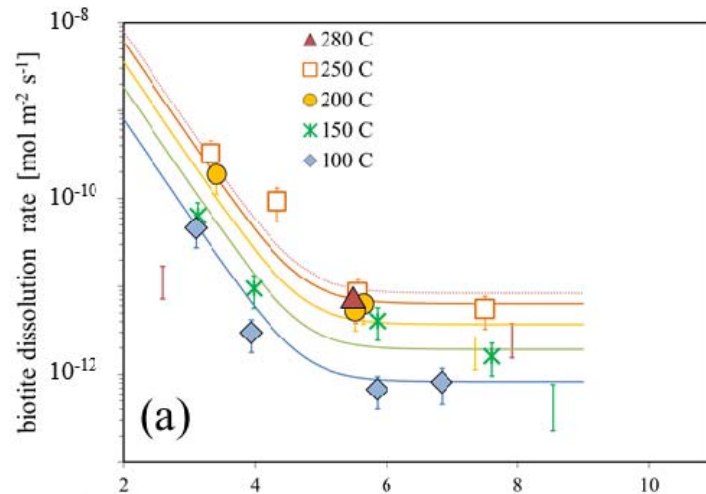 10-8
280 C
250 C
200 C
150 C
100 C
10-10
10-12
biotite dissolution rate [mol m-2 s-1]
(a)
2 4 6 8 10